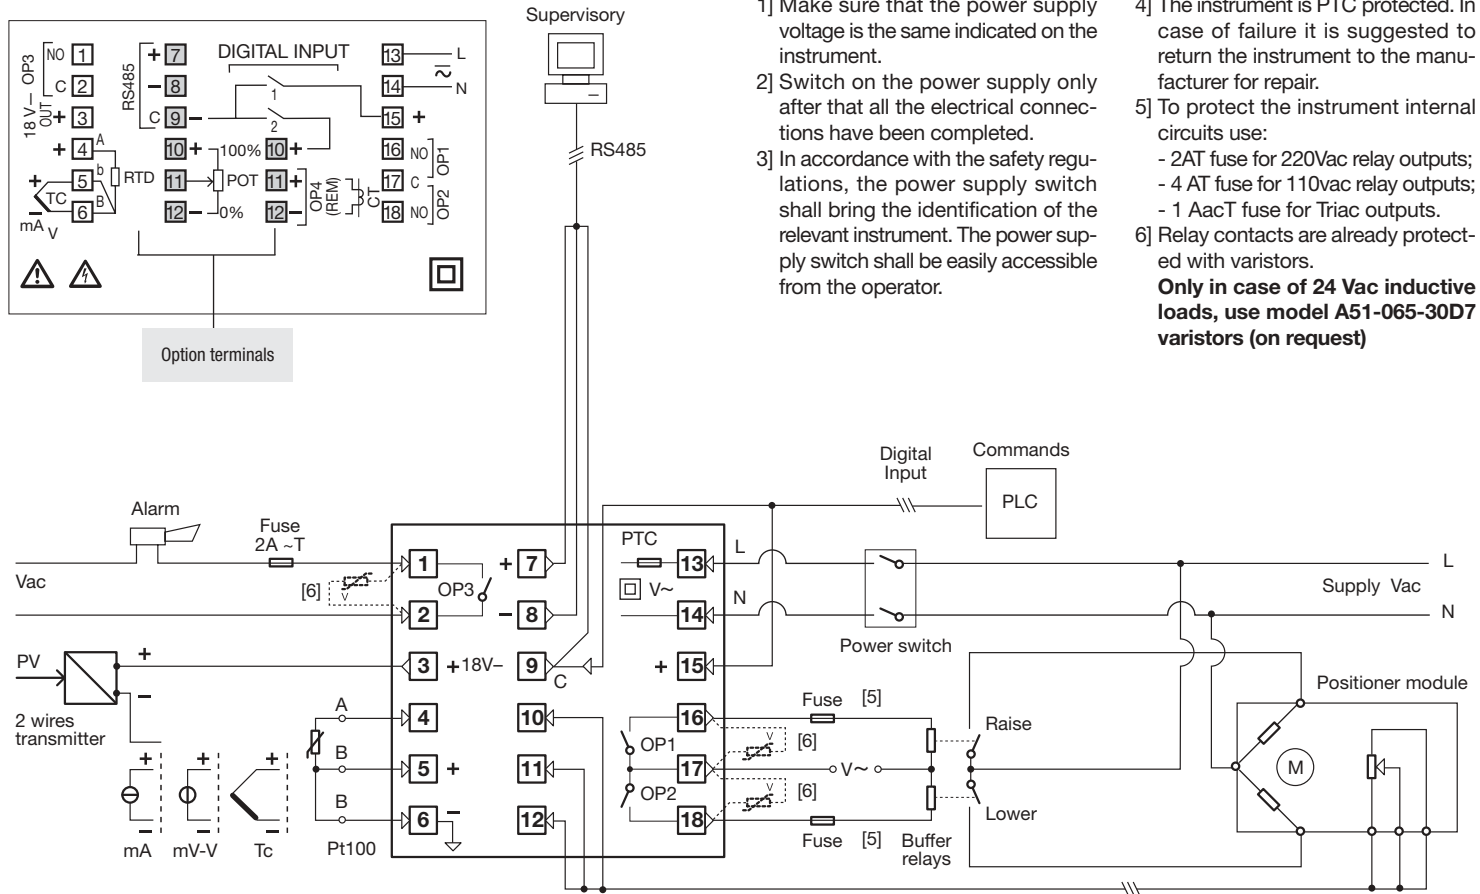 Supervisory
RS485
NO 1
C 2
OP3
18 V OUT
+ 3
+ 4 A
+ 5 b
6 B
RTD
TC
mA V
RS485
+ 7
− 8
C 9 −
DIGITAL INPUT
1
2
10 + 100% 10 +
11 POT 11 +
12 − 0% 12 −
OP4 (REM)
CT
13 L
14 N
15 +
16 NO OP1
17 C
18 NO OP2
Option terminals
1] Make sure that the power supply
voltage is the same indicated on the
instrument.
2] Switch on the power supply only
after that all the electrical connec-
tions have been completed.
3] In accordance with the safety regu-
lations, the power supply switch
shall bring the identification of the
relevant instrument. The power sup-
ply switch shall be easily accessible
from the operator.
4] The instrument is PTC protected. In
case of failure it is suggested to
return the instrument to the manu-
facturer for repair.
5] To protect the instrument internal
circuits use:
- 2AT fuse for 220Vac relay outputs;
- 4 AT fuse for 110vac relay outputs;
- 1 AacT fuse for Triac outputs.
6] Relay contacts are already protect-
ed with varistors.
Only in case of 24 Vac inductive
loads, use model A51-065-30D7
varistors (on request)
Alarm
Fuse
2A ~T
Vac
[6]
V
PV
+
−
2 wires
transmitter
+
−
mA
+
−
mV-V
+
−
Tc
A
B
B
Pt100
1
2
OP3
3 +18V−
4
5 +
6 −
+ 7
− 8
9
C
10
11
12
PTC
13
V~
14
+ 15
16
OP1
17
OP2
18
L
N
Digital
Input
Commands
PLC
Power switch
L
Supply Vac
N
Fuse [5]
V
[6]
V~
V
[6]
Fuse [5]
Buffer
relays
Raise
Lower
Positioner module
M